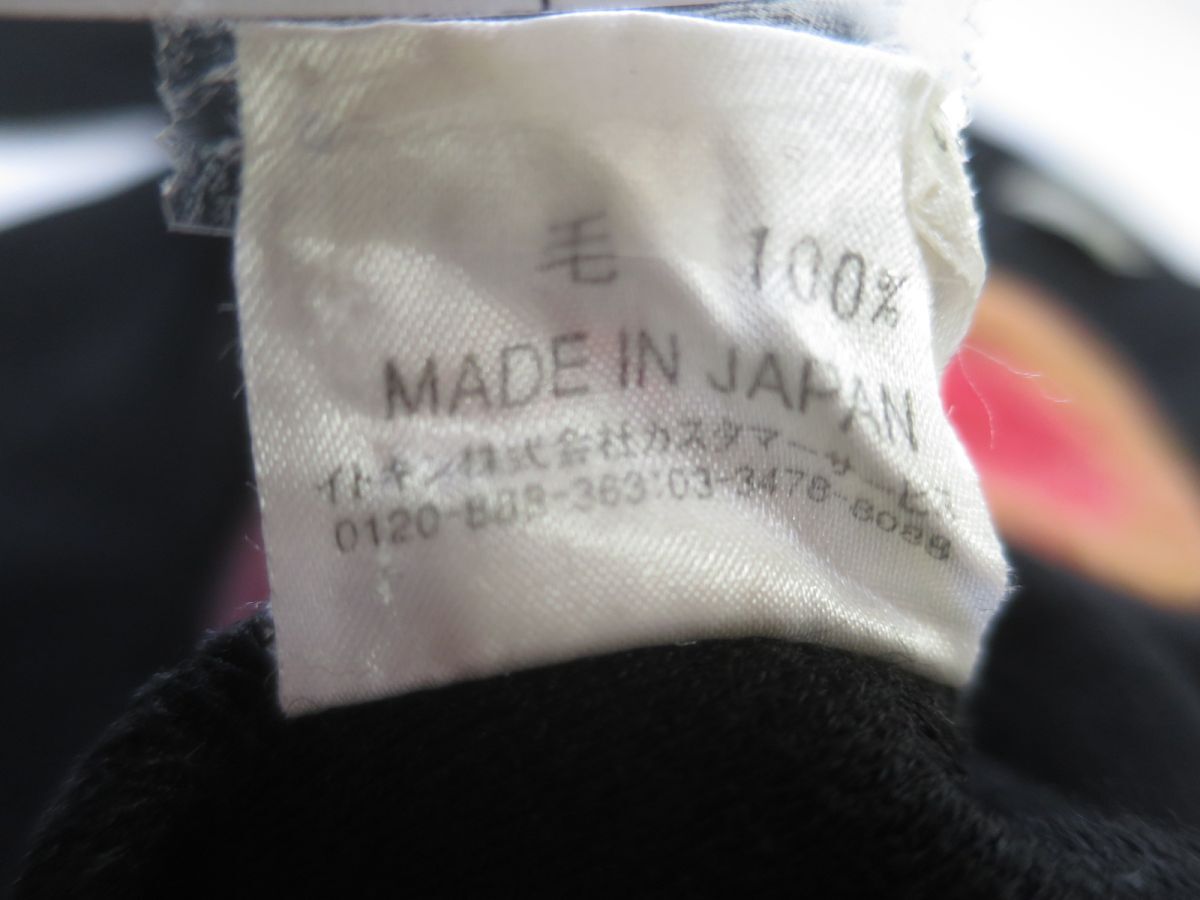 毛 100%
MADE IN JAPAN
イトキン株式会社カスタマーサービス
0120-888-363:03-3478-8088